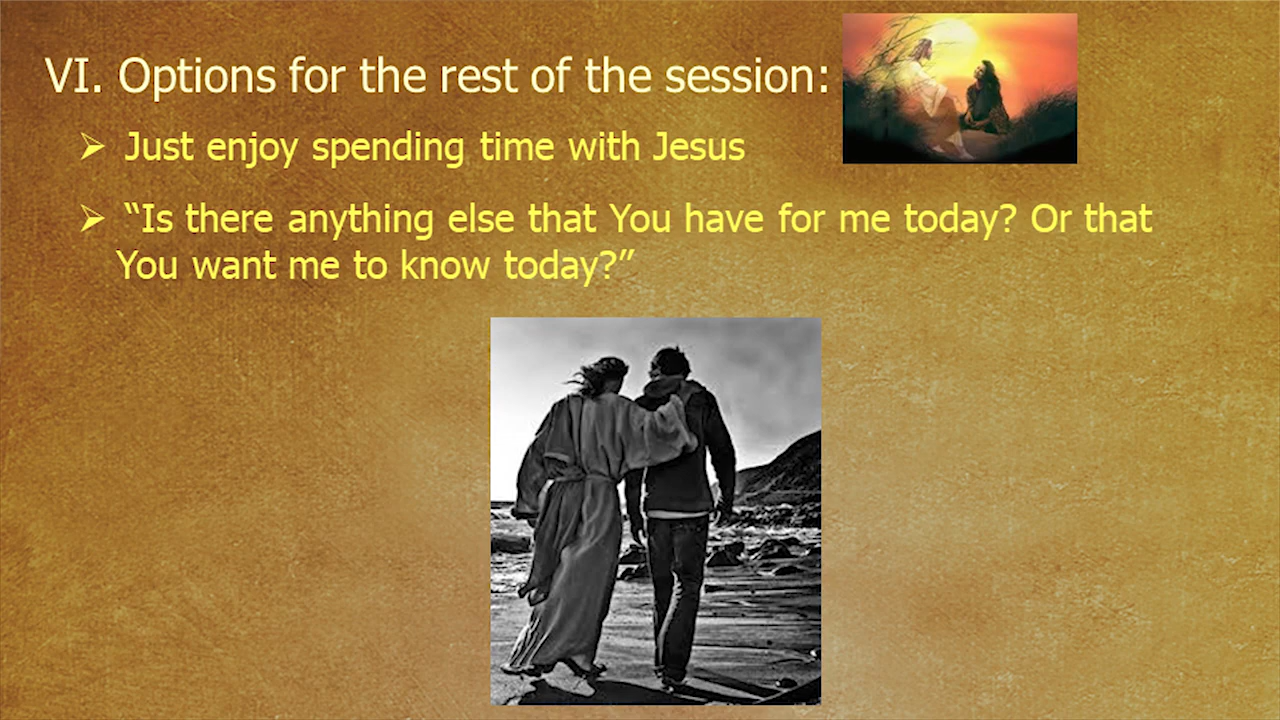 VI. Options for the rest of the session:
➢ Just enjoy spending time with Jesus
➢ “Is there anything else that You have for me today? Or that
You want me to know today?”